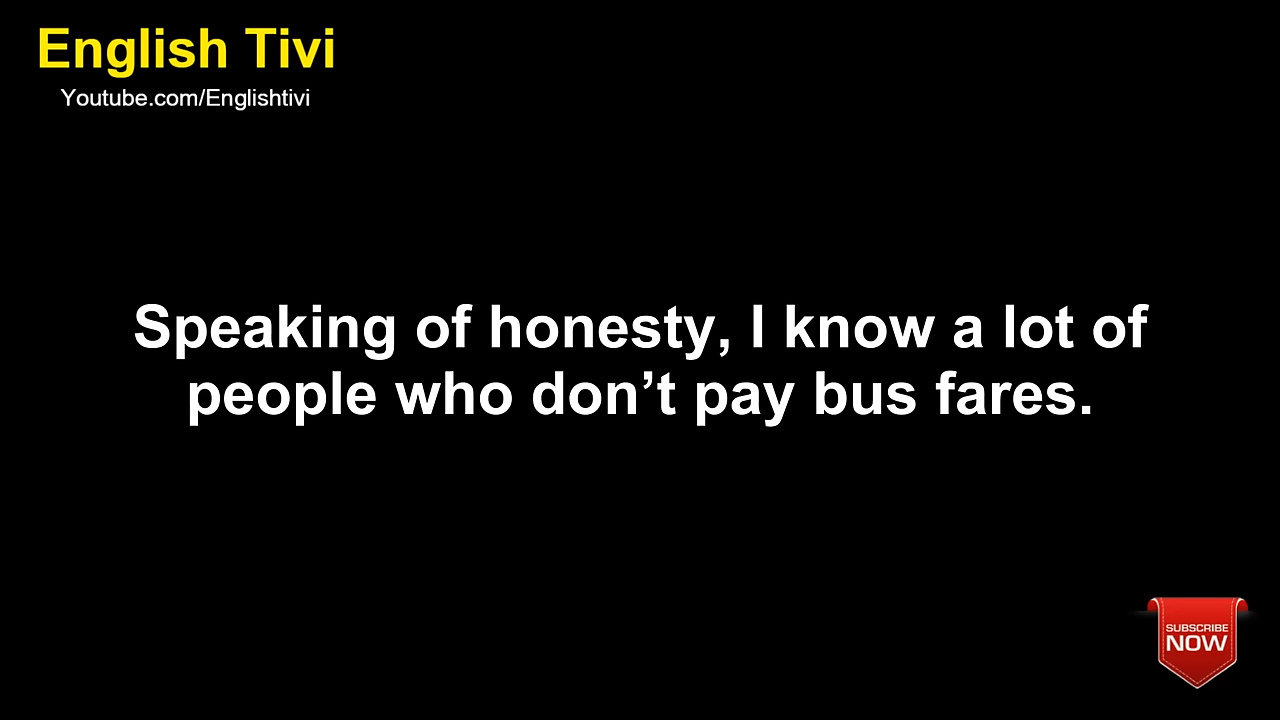 English Tivi
Youtube.com/Englishtivi
Speaking of honesty, I know a lot of
people who don’t pay bus fares.
SUBSCRIBE
NOW